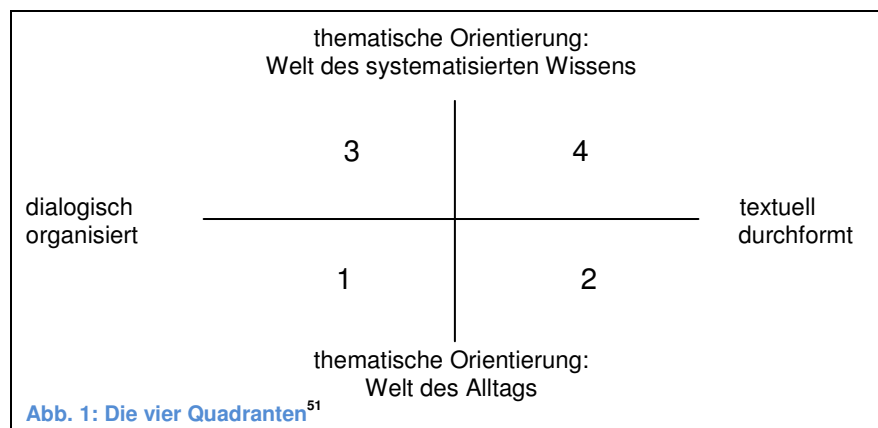 thematische Orientierung:
Welt des systematisierten Wissens
3 4
dialogisch
organisiert
textuell
durchformt
1 2
thematische Orientierung:
Welt des Alltags
Abb. 1: Die vier Quadranten51